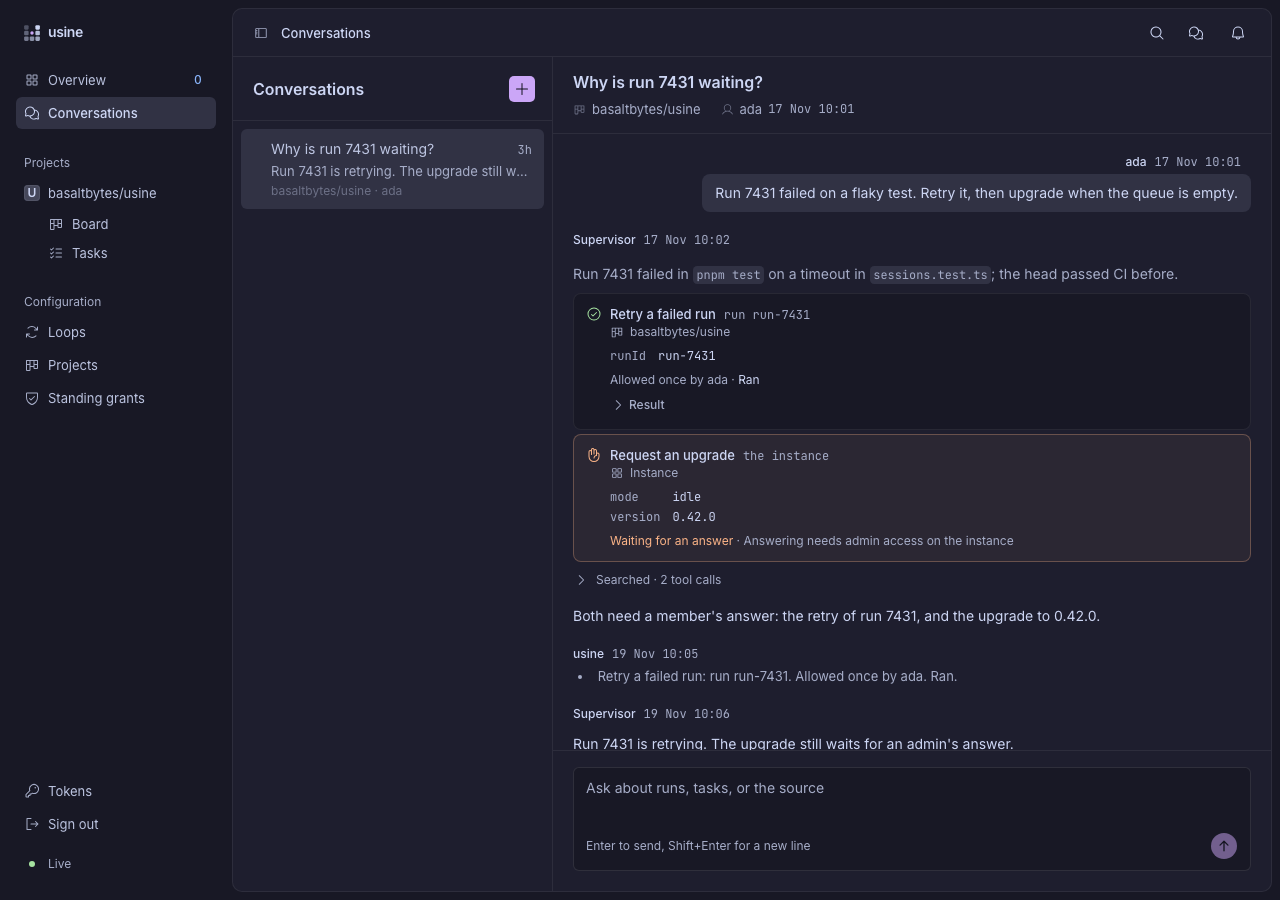 usine
Overview 0
Conversations
Projects
U basaltbytes/usine
Board
Tasks
Configuration
Loops
Projects
Standing grants
Tokens
Sign out
Live
Conversations
Conversations
Why is run 7431 waiting? 3h
Run 7431 is retrying. The upgrade still w...
basaltbytes/usine · ada
Why is run 7431 waiting?
basaltbytes/usine ada 17 Nov 10:01
ada 17 Nov 10:01
Run 7431 failed on a flaky test. Retry it, then upgrade when the queue is empty.
Supervisor 17 Nov 10:02
Run 7431 failed in pnpm test on a timeout in sessions.test.ts; the head passed CI before.
Retry a failed run run run-7431
basaltbytes/usine
runId run-7431
Allowed once by ada · Ran
Result
Request an upgrade the instance
Instance
mode idle
version 0.42.0
Waiting for an answer · Answering needs admin access on the instance
Searched · 2 tool calls
Both need a member's answer: the retry of run 7431, and the upgrade to 0.42.0.
usine 19 Nov 10:05
• Retry a failed run: run run-7431. Allowed once by ada. Ran.
Supervisor 19 Nov 10:06
Run 7431 is retrying. The upgrade still waits for an admin's answer.
Ask about runs, tasks, or the source
Enter to send, Shift+Enter for a new line